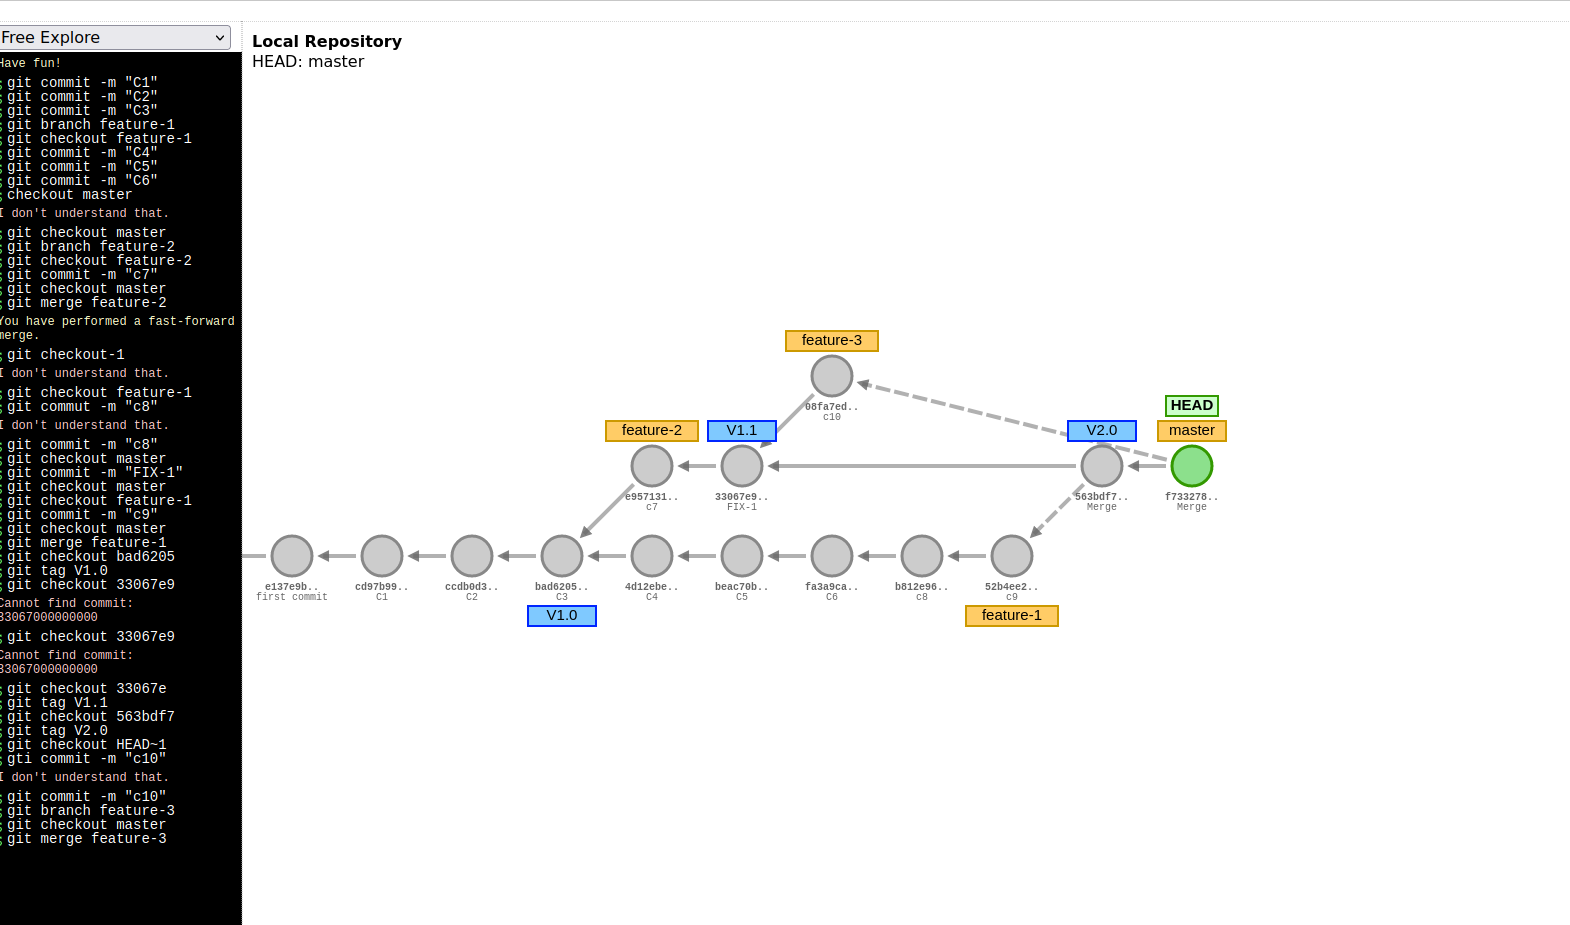 Free Explore
Have fun!
git commit -m "C1"
git commit -m "C2"
git commit -m "C3"
git branch feature-1
git checkout feature-1
git commit -m "C4"
git commit -m "C5"
git commit -m "C6"
checkout master
I don't understand that.
git checkout master
git branch feature-2
git checkout feature-2
git commit -m "c7"
git checkout master
git merge feature-2
You have performed a fast-forward
merge.
git checkout-1
I don't understand that.
git checkout feature-1
git commut -m "c8"
I don't understand that.
git commit -m "c8"
git checkout master
git commit -m "FIX-1"
git checkout master
git checkout feature-1
git commit -m "c9"
git checkout master
git merge feature-1
git checkout bad6205
git tag V1.0
git checkout 33067e9
Cannot find commit:
33067000000000
git checkout 33067e9
Cannot find commit:
33067000000000
git checkout 33067e
git tag V1.1
git checkout 563bdf7
git tag V2.0
git checkout HEAD~1
gti commit -m "c10"
I don't understand that.
git commit -m "c10"
git branch feature-3
git checkout master
git merge feature-3
Local Repository
HEAD: master
feature-3
08fa7ed..
c10
HEAD
feature-2
V1.1
V2.0
master
e957131..
c7
33067e9..
FIX-1
563bdf7..
Merge
f733278..
Merge
e137e9b..
first commit
cd97b99..
C1
ccdb0d3..
C2
bad6205..
C3
4d12ebe..
C4
beac70b..
C5
fa3a9ca..
C6
b812e96..
c8
52b4ee2..
c9
V1.0
feature-1